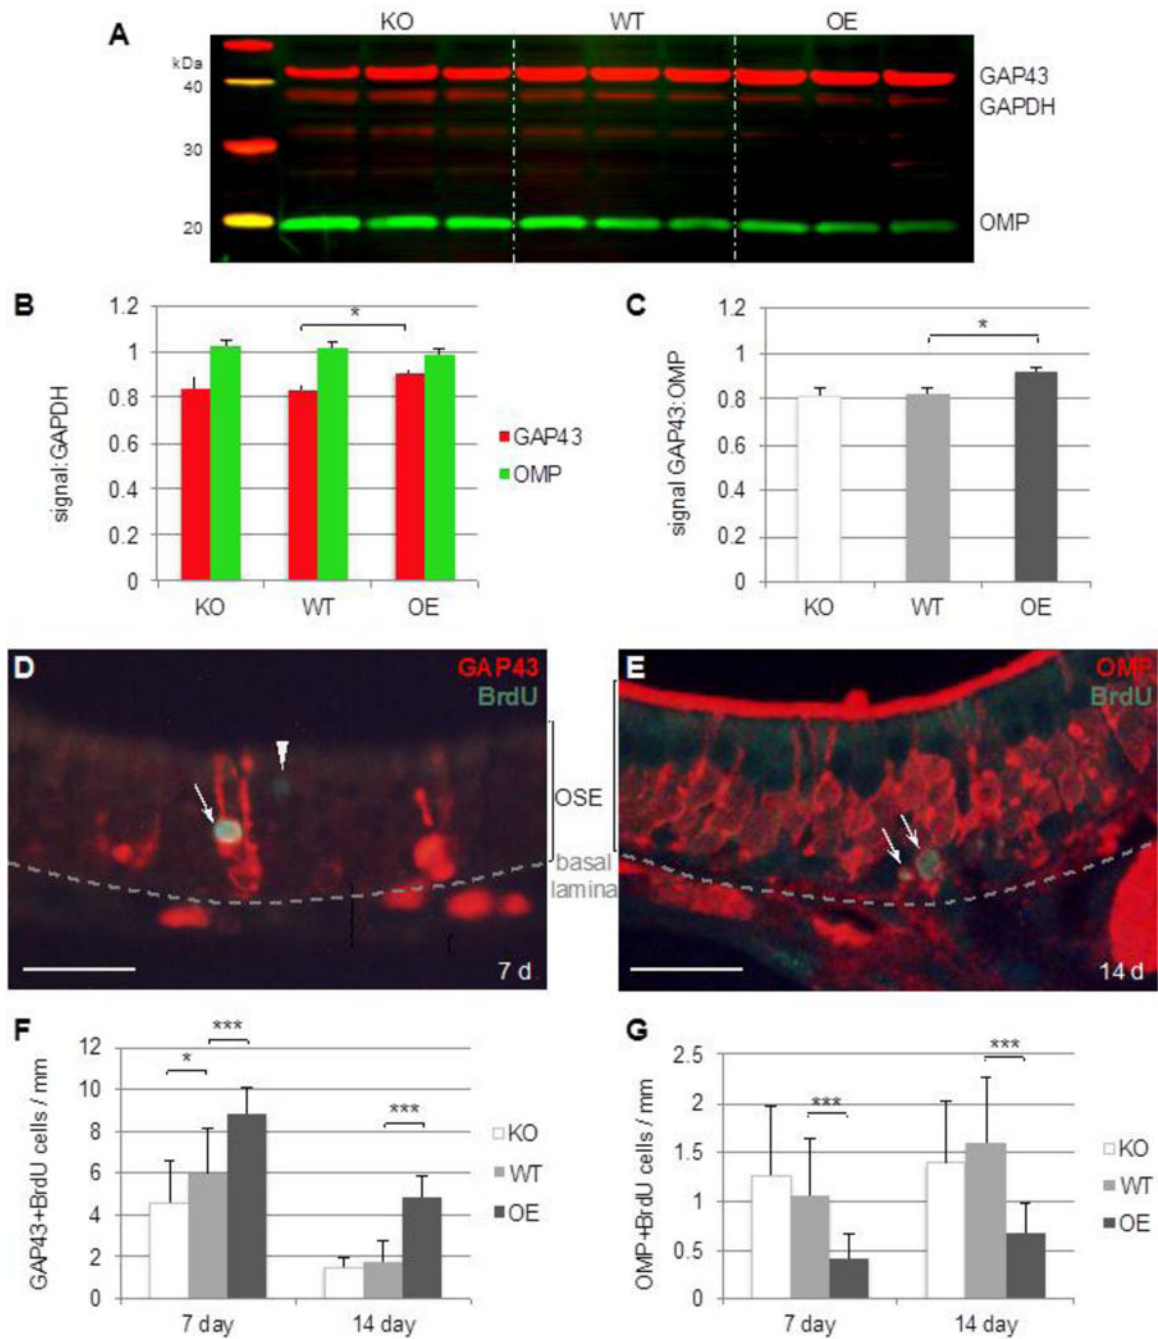 A
KO WT OE
kDa
40
30
20
GAP43
GAPDH
OMP
B
signal:GAPDH
1.2
1
0.8
0.6
0.4
0.2
0
*
KO WT OE
GAP43
OMP
C
signal GAP43:OMP
1.2
1
0.8
0.6
0.4
0.2
0
*
KO WT OE
D
GAP43
BrdU
7 d
OSE
basal
lamina
E
OMP
BrdU
14 d
F
GAP43+BrdU cells / mm
12
10
8
6
4
2
0
*
***
***
7 day 14 day
KO
WT
OE
G
OMP+BrdU cells / mm
2.5
2
1.5
1
0.5
0
***
***
7 day 14 day
KO
WT
OE